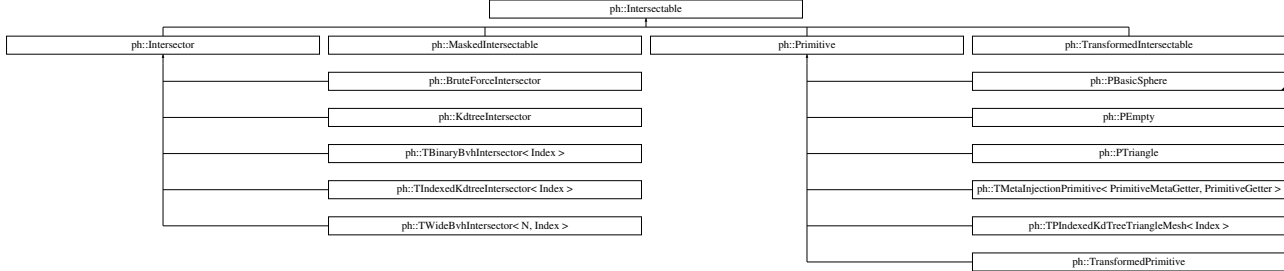 ph::Intersectable
ph::Intersector
ph::MaskedIntersectable
ph::Primitive
ph::TransformedIntersectable
ph::BruteForceIntersector
ph::PBasicSphere
ph::KdtreeIntersector
ph::PEmpty
ph::TBinaryBvhIntersector< Index >
ph::PTriangle
ph::TIndexedKdtreeIntersector< Index >
ph::TMetaInjectionPrimitive< PrimitiveMetaGetter, PrimitiveGetter >
ph::TWideBvhIntersector< N, Index >
ph::TPIndexedKdTreeTriangleMesh< Index >
ph::TransformedPrimitive